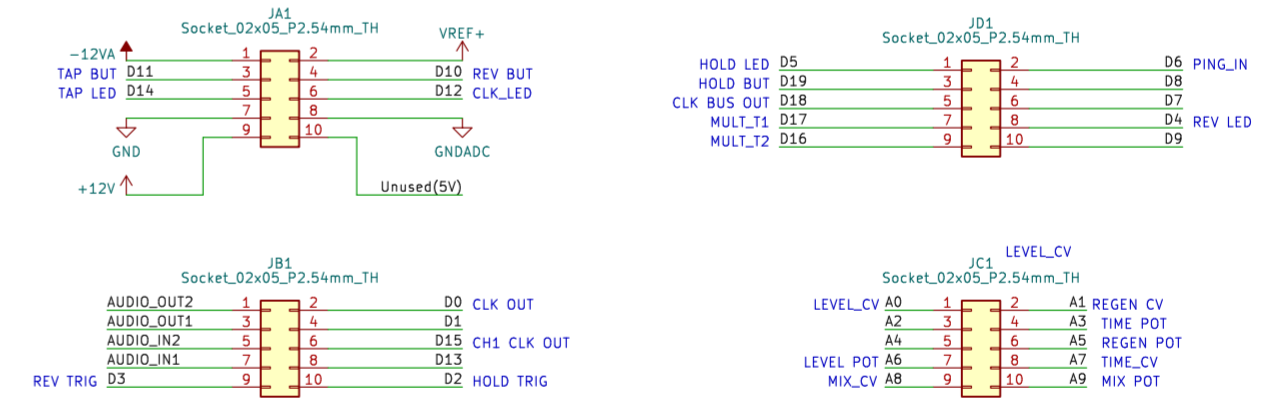 JA1
Socket_02x05_P2.54mm_TH
-12VA 1 2 VREF+
TAP BUT D11 3 4 D10 REV BUT
TAP LED D14 5 6 D12 CLK_LED
7 8
GND 9 10 GNDADC
+12V Unused(5V)
JD1
Socket_02x05_P2.54mm_TH
HOLD LED D5 1 2 D6 PING_IN
HOLD BUT D19 3 4 D8
CLK BUS OUT D18 5 6 D7
MULT_T1 D17 7 8 D4 REV LED
MULT_T2 D16 9 10 D9
JB1
Socket_02x05_P2.54mm_TH
AUDIO_OUT2 1 2 D0 CLK OUT
AUDIO_OUT1 3 4 D1
AUDIO_IN2 5 6 D15 CH1 CLK OUT
AUDIO_IN1 7 8 D13
REV TRIG D3 9 10 D2 HOLD TRIG
LEVEL_CV
JC1
Socket_02x05_P2.54mm_TH
LEVEL_CV A0 1 2 A1 REGEN CV
A2 3 4 A3 TIME POT
A4 5 6 A5 REGEN POT
LEVEL POT A6 7 8 A7 TIME_CV
MIX_CV A8 9 10 A9 MIX POT